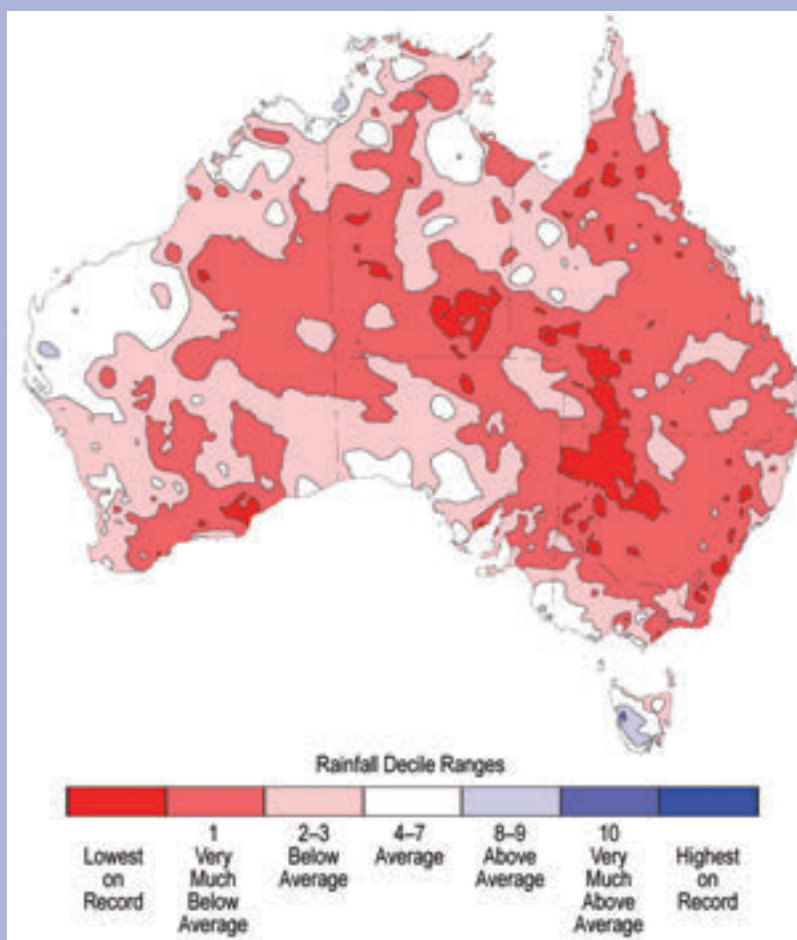 Rainfall Decile Ranges
Lowest
on
Record
1
Very
Much
Below
Average
2–3
Below
Average
4–7
Average
8–9
Above
Average
10
Very
Much
Above
Average
Highest
on
Record